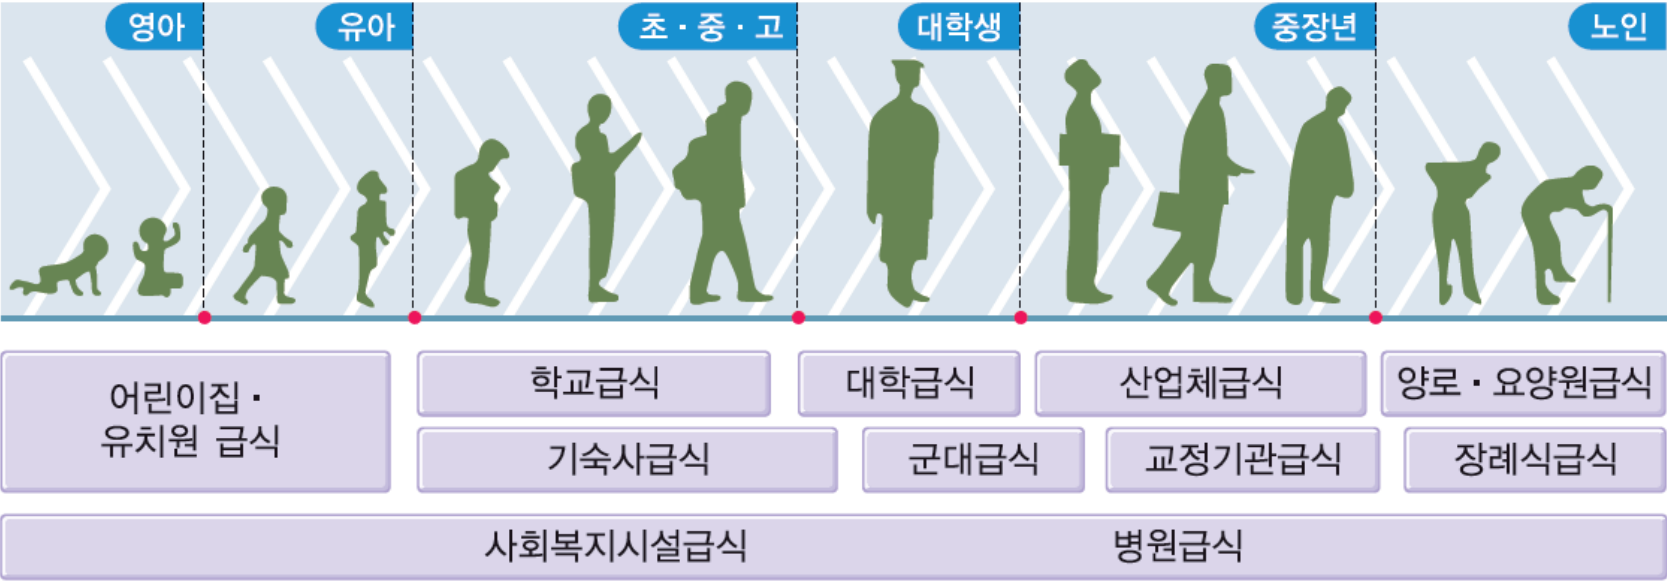 영아
유아
초·중·고
대학생
중장년
노인
어린이집·
유치원 급식
학교급식
대학급식
산업체급식
양로·요양원급식
기숙사급식
군대급식
교정기관급식
장례식급식
사회복지시설급식
병원급식